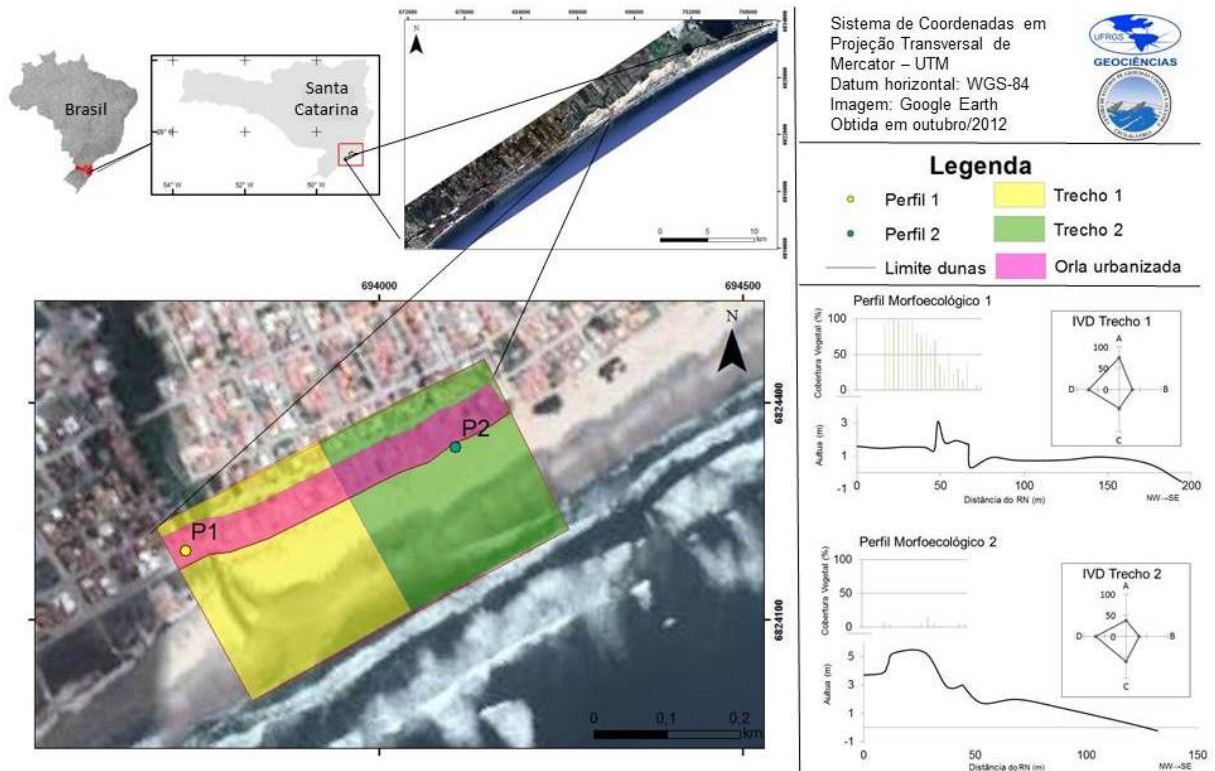 Brasil
Santa
Catarina
54° W
52° W
50° W
672000
708000
N
0 5 10
km
Sistema de Coordenadas em
Projeção Transversal de
Mercator – UTM
Datum horizontal: WGS-84
Imagem: Google Earth
Obtida em outubro/2012
UFRGS
GEOCIÊNCIAS
Legenda
Perfil 1
Trecho 1
Perfil 2
Trecho 2
Limite dunas
Orla urbanizada
694000
694500
N
6824400
6824100
P1
P2
0 0,1 0,2
km
Perfil Morfoecológico 1
Cobertura Vegetal (%)
100
50
0
IVD Trecho 1
A
100
50
0
D
B
C
3
1
-1
0 50 100 150 200
Distância do RN (m)
NW→SE
Perfil Morfoecológico 2
Cobertura Vegetal (%)
100
50
0
IVD Trecho 2
A
100
50
0
D
B
C
5
3
1
-1
0 50 100 150
Distância do RN (m)
NW→SE